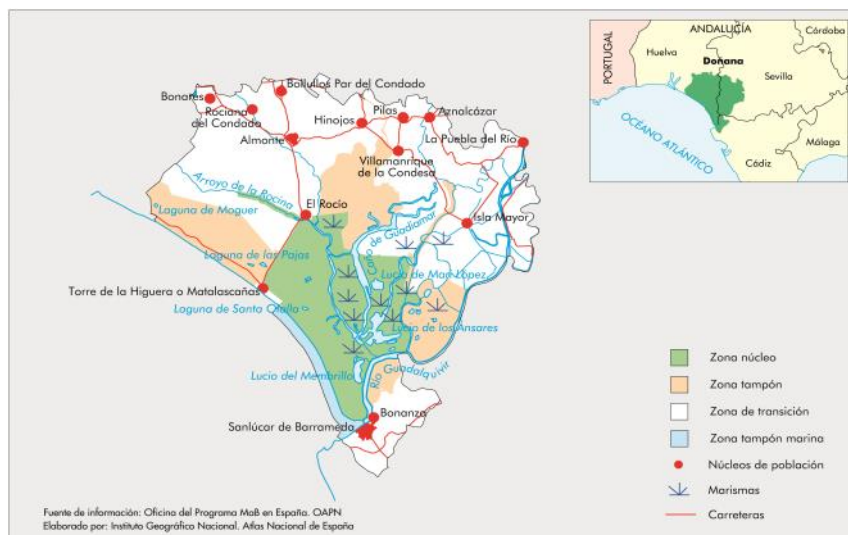 Bollullos Par del Condado
Bonares
Rociana
del Condado
Pilas
Aznalcázar
Hinojos
Almonte
La Puebla del Río
Villamanrique
de la Condesa
Arroyo de la Rocina
El Rocío
Laguna de Moguer
Isla Mayor
Caño de Guadiamar
Laguna de las Pajas
Lucio de Mari López
Torre de la Higuera o Matalascañas
Laguna de Santa Olalla
Lucio de los Ansares
Lucio del Membrillo
Río Guadalquivir
Bonanza
Sanlúcar de Barrameda
PORTUGAL
ANDALUCÍA
Córdoba
Huelva
Doñana
Sevilla
OCÉANO ATLÁNTICO
Málaga
Cádiz
Zona núcleo
Zona tampón
Zona de transición
Zona tampón marina
Núcleos de población
Marismas
Carreteras
Fuente de información: Oficina del Programa MaB en España. OAPN
Elaborado por: Instituto Geográfico Nacional. Atlas Nacional de España